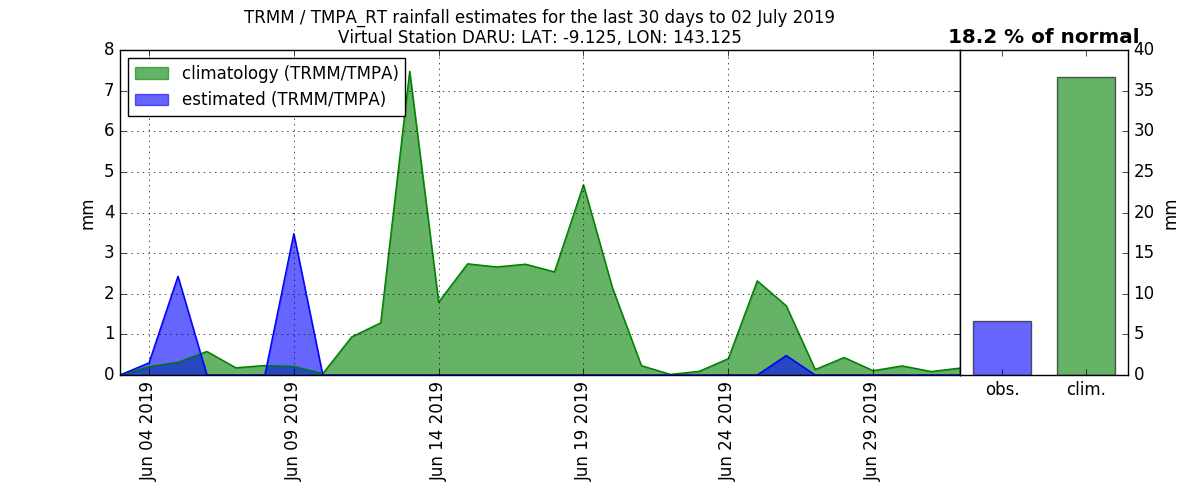 TRMM / TMPA_RT rainfall estimates for the last 30 days to 02 July 2019
Virtual Station DARU: LAT: -9.125, LON: 143.125
18.2 % of normal
climatology (TRMM/TMPA)
estimated (TRMM/TMPA)
8
7
6
5
4
3
2
1
0
mm
Jun 04 2019
Jun 09 2019
Jun 14 2019
Jun 19 2019
Jun 24 2019
Jun 29 2019
40
35
30
25
20
15
10
5
0
mm
obs.
clim.